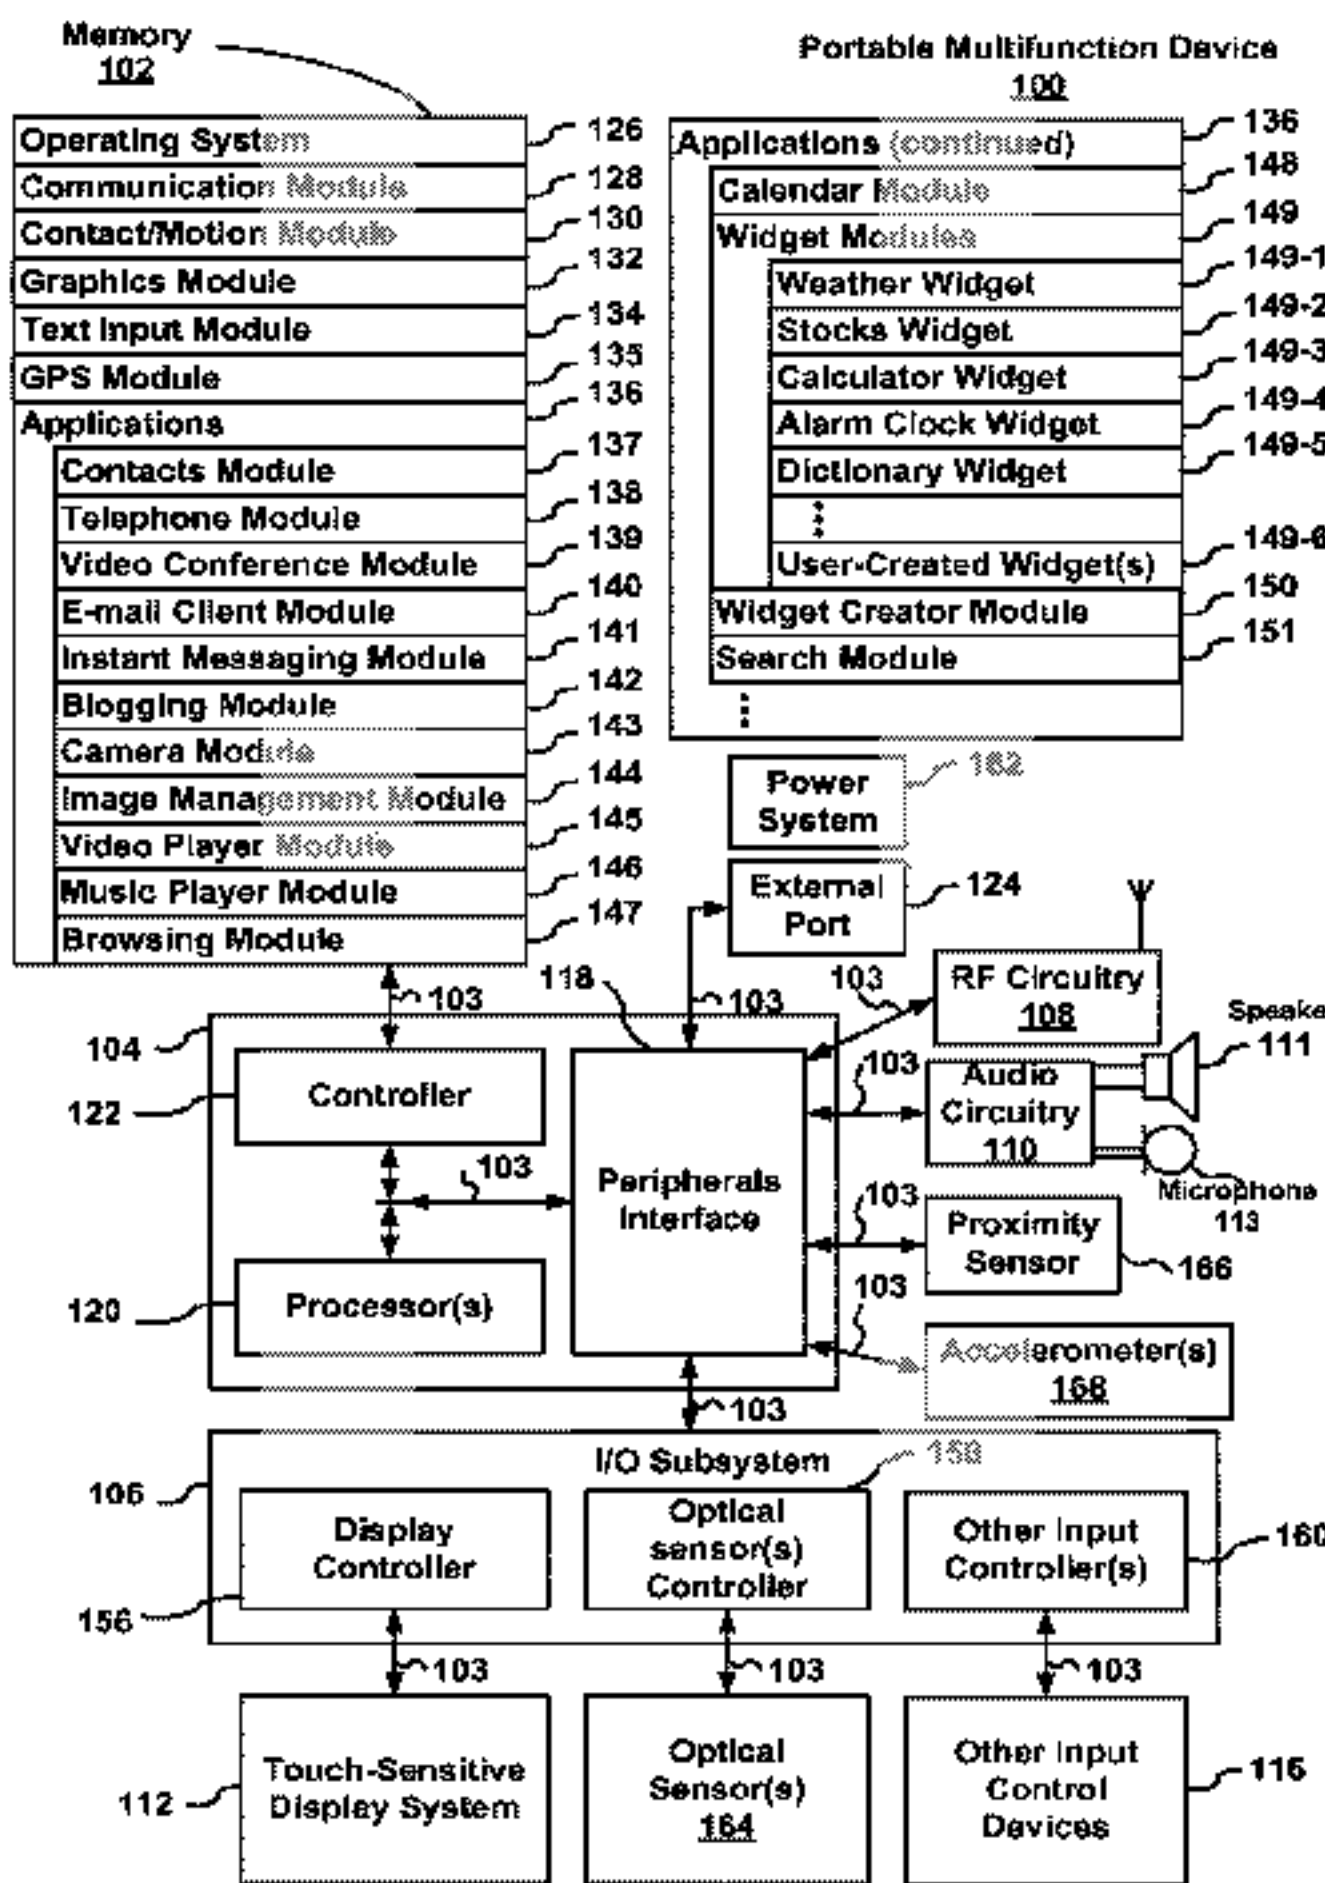 Memory
102
Portable Multifunction Device
100
Operating System
126
Communication Module
128
Contact/Motion Module
130
Graphics Module
132
Text Input Module
134
GPS Module
135
Applications
136
Contacts Module
137
Telephone Module
138
Video Conference Module
139
E-mail Client Module
140
Instant Messaging Module
141
Blogging Module
142
Camera Module
143
Image Management Module
144
Video Player Module
145
Music Player Module
146
Browsing Module
147
Applications (continued)
136
Calendar Module
148
Widget Modules
149
Weather Widget
149-1
Stocks Widget
149-2
Calculator Widget
149-3
Alarm Clock Widget
149-4
Dictionary Widget
149-5
User-Created Widget(s)
149-6
Widget Creator Module
150
Search Module
151
Power
System
162
External
Port
124
103
118
103
103
RF Circuitry
108
Speake
111
104
Controller
122
103
Audio
Circuitry
110
103
Peripherals
Interface
Microphone
113
103
Proximity
Sensor
166
Processor(s)
120
103
Accelerometer(s)
168
103
I/O Subsystem
106
158
Display
Controller
156
Optical
sensor(s)
Controller
Other Input
Controller(s)
160
103
103
103
Touch-Sensitive
Display System
112
Optical
Sensor(s)
164
Other Input
Control
Devices
116